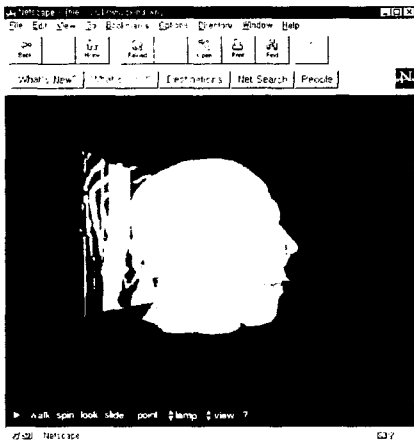 Netscape
File Edit View Go Bookmarks Options Directory Window Help
Back Home Reload Open Print Find
What's New? Destinations Net Search People
N
walk spin look slide point lamp view ?
Netscape